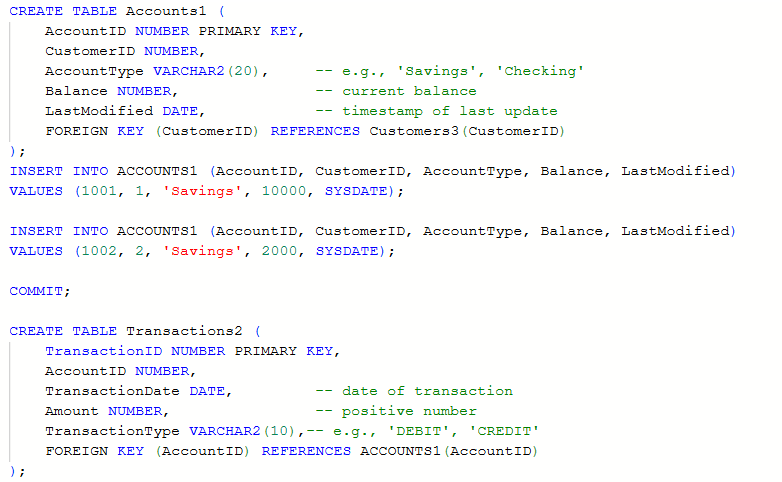 CREATE TABLE Accounts1 (
    AccountID NUMBER PRIMARY KEY,
    CustomerID NUMBER,
    AccountType VARCHAR2(20),     -- e.g., 'Savings', 'Checking'
    Balance NUMBER,               -- current balance
    LastModified DATE,            -- timestamp of last update
    FOREIGN KEY (CustomerID) REFERENCES Customers3(CustomerID)
);
INSERT INTO ACCOUNTS1 (AccountID, CustomerID, AccountType, Balance, LastModified)
VALUES (1001, 1, 'Savings', 10000, SYSDATE);

INSERT INTO ACCOUNTS1 (AccountID, CustomerID, AccountType, Balance, LastModified)
VALUES (1002, 2, 'Savings', 2000, SYSDATE);

COMMIT;

CREATE TABLE Transactions2 (
    TransactionID NUMBER PRIMARY KEY,
    AccountID NUMBER,
    TransactionDate DATE,         -- date of transaction
    Amount NUMBER,                -- positive number
    TransactionType VARCHAR2(10),-- e.g., 'DEBIT', 'CREDIT'
    FOREIGN KEY (AccountID) REFERENCES ACCOUNTS1(AccountID)
);